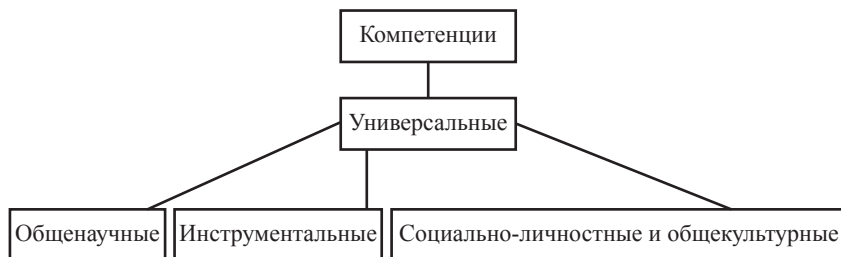 Компетенции
Универсальные
Общенаучные
Инструментальные
Социально-личностные и общекультурные